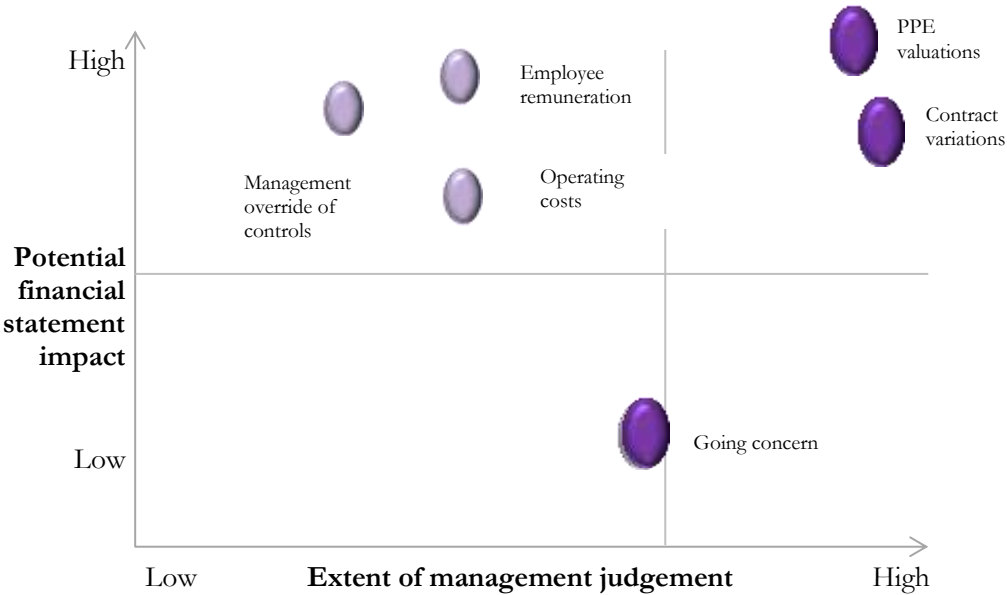 High
PPE
valuations
Employee
remuneration
Contract
variations
Management
override of
controls
Operating
costs
Potential
financial
statement
impact
Going concern
Low
Low
Extent of management judgement
High